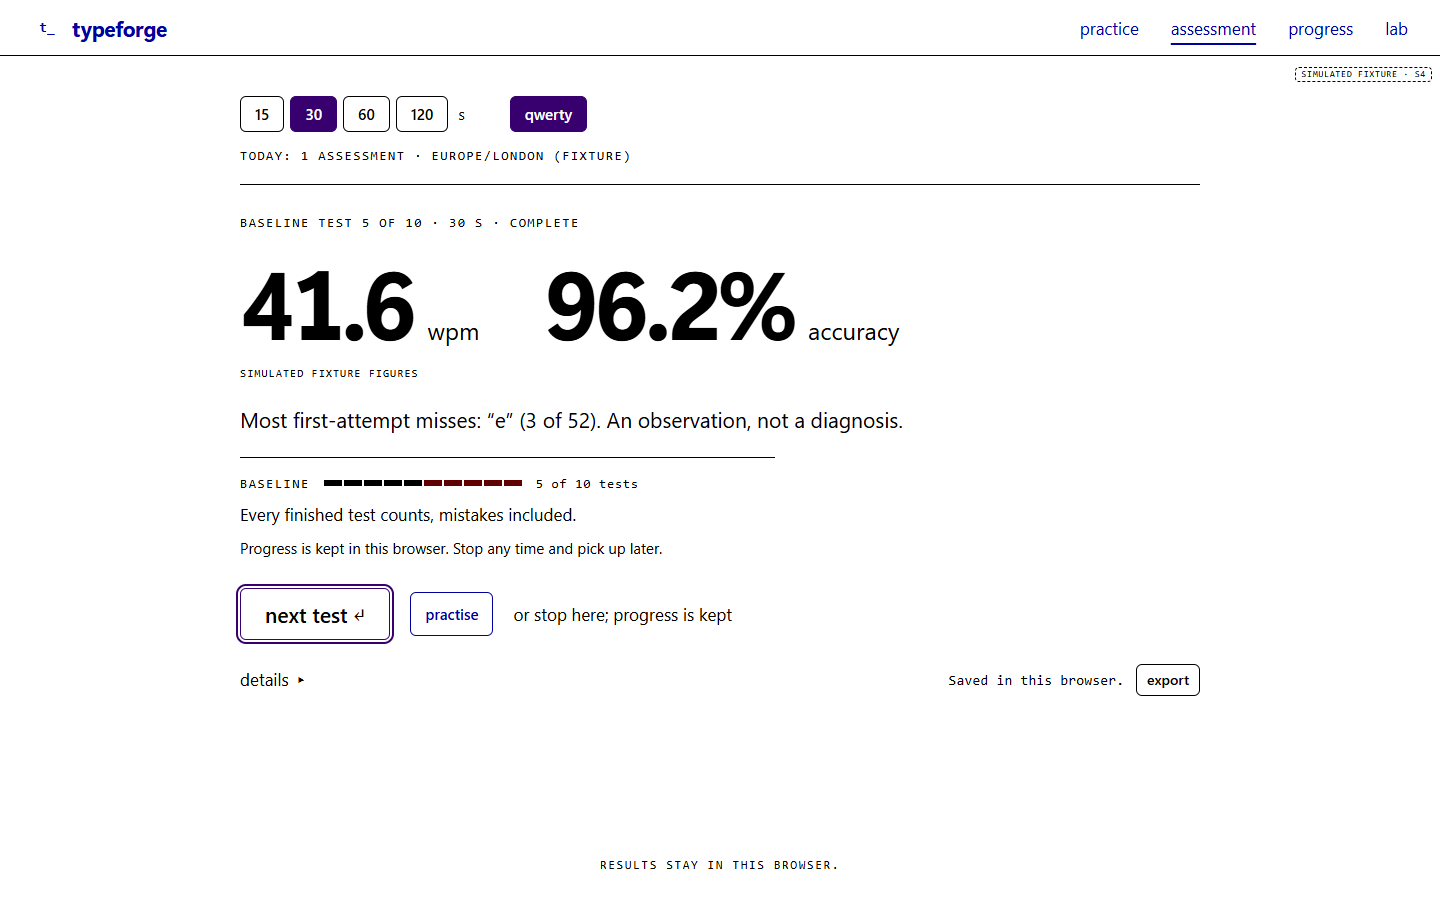 t_ typeforge practice assessment progress lab
SIMULATED FIXTURE · S4
15 30 60 120 s qwerty
TODAY: 1 ASSESSMENT · EUROPE/LONDON (FIXTURE)
BASELINE TEST 5 OF 10 · 30 S · COMPLETE
41.6 wpm 96.2% accuracy
SIMULATED FIXTURE FIGURES
Most first-attempt misses: “e” (3 of 52). An observation, not a diagnosis.
BASELINE 5 of 10 tests
Every finished test counts, mistakes included.
Progress is kept in this browser. Stop any time and pick up later.
next test ↵ practise or stop here; progress is kept
details ▸ Saved in this browser. export
RESULTS STAY IN THIS BROWSER.